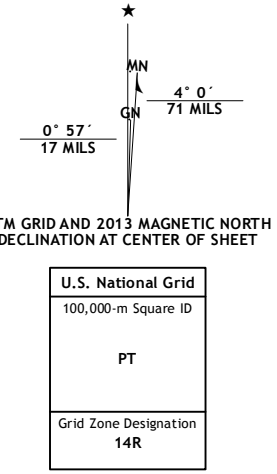 MN
4° 0´
71 MILS
GN
0° 57´
17 MILS
TM GRID AND 2013 MAGNETIC NORTH
DECLINATION AT CENTER OF SHEET
U.S. National Grid
100,000-m Square ID
PT
Grid Zone Designation
14R